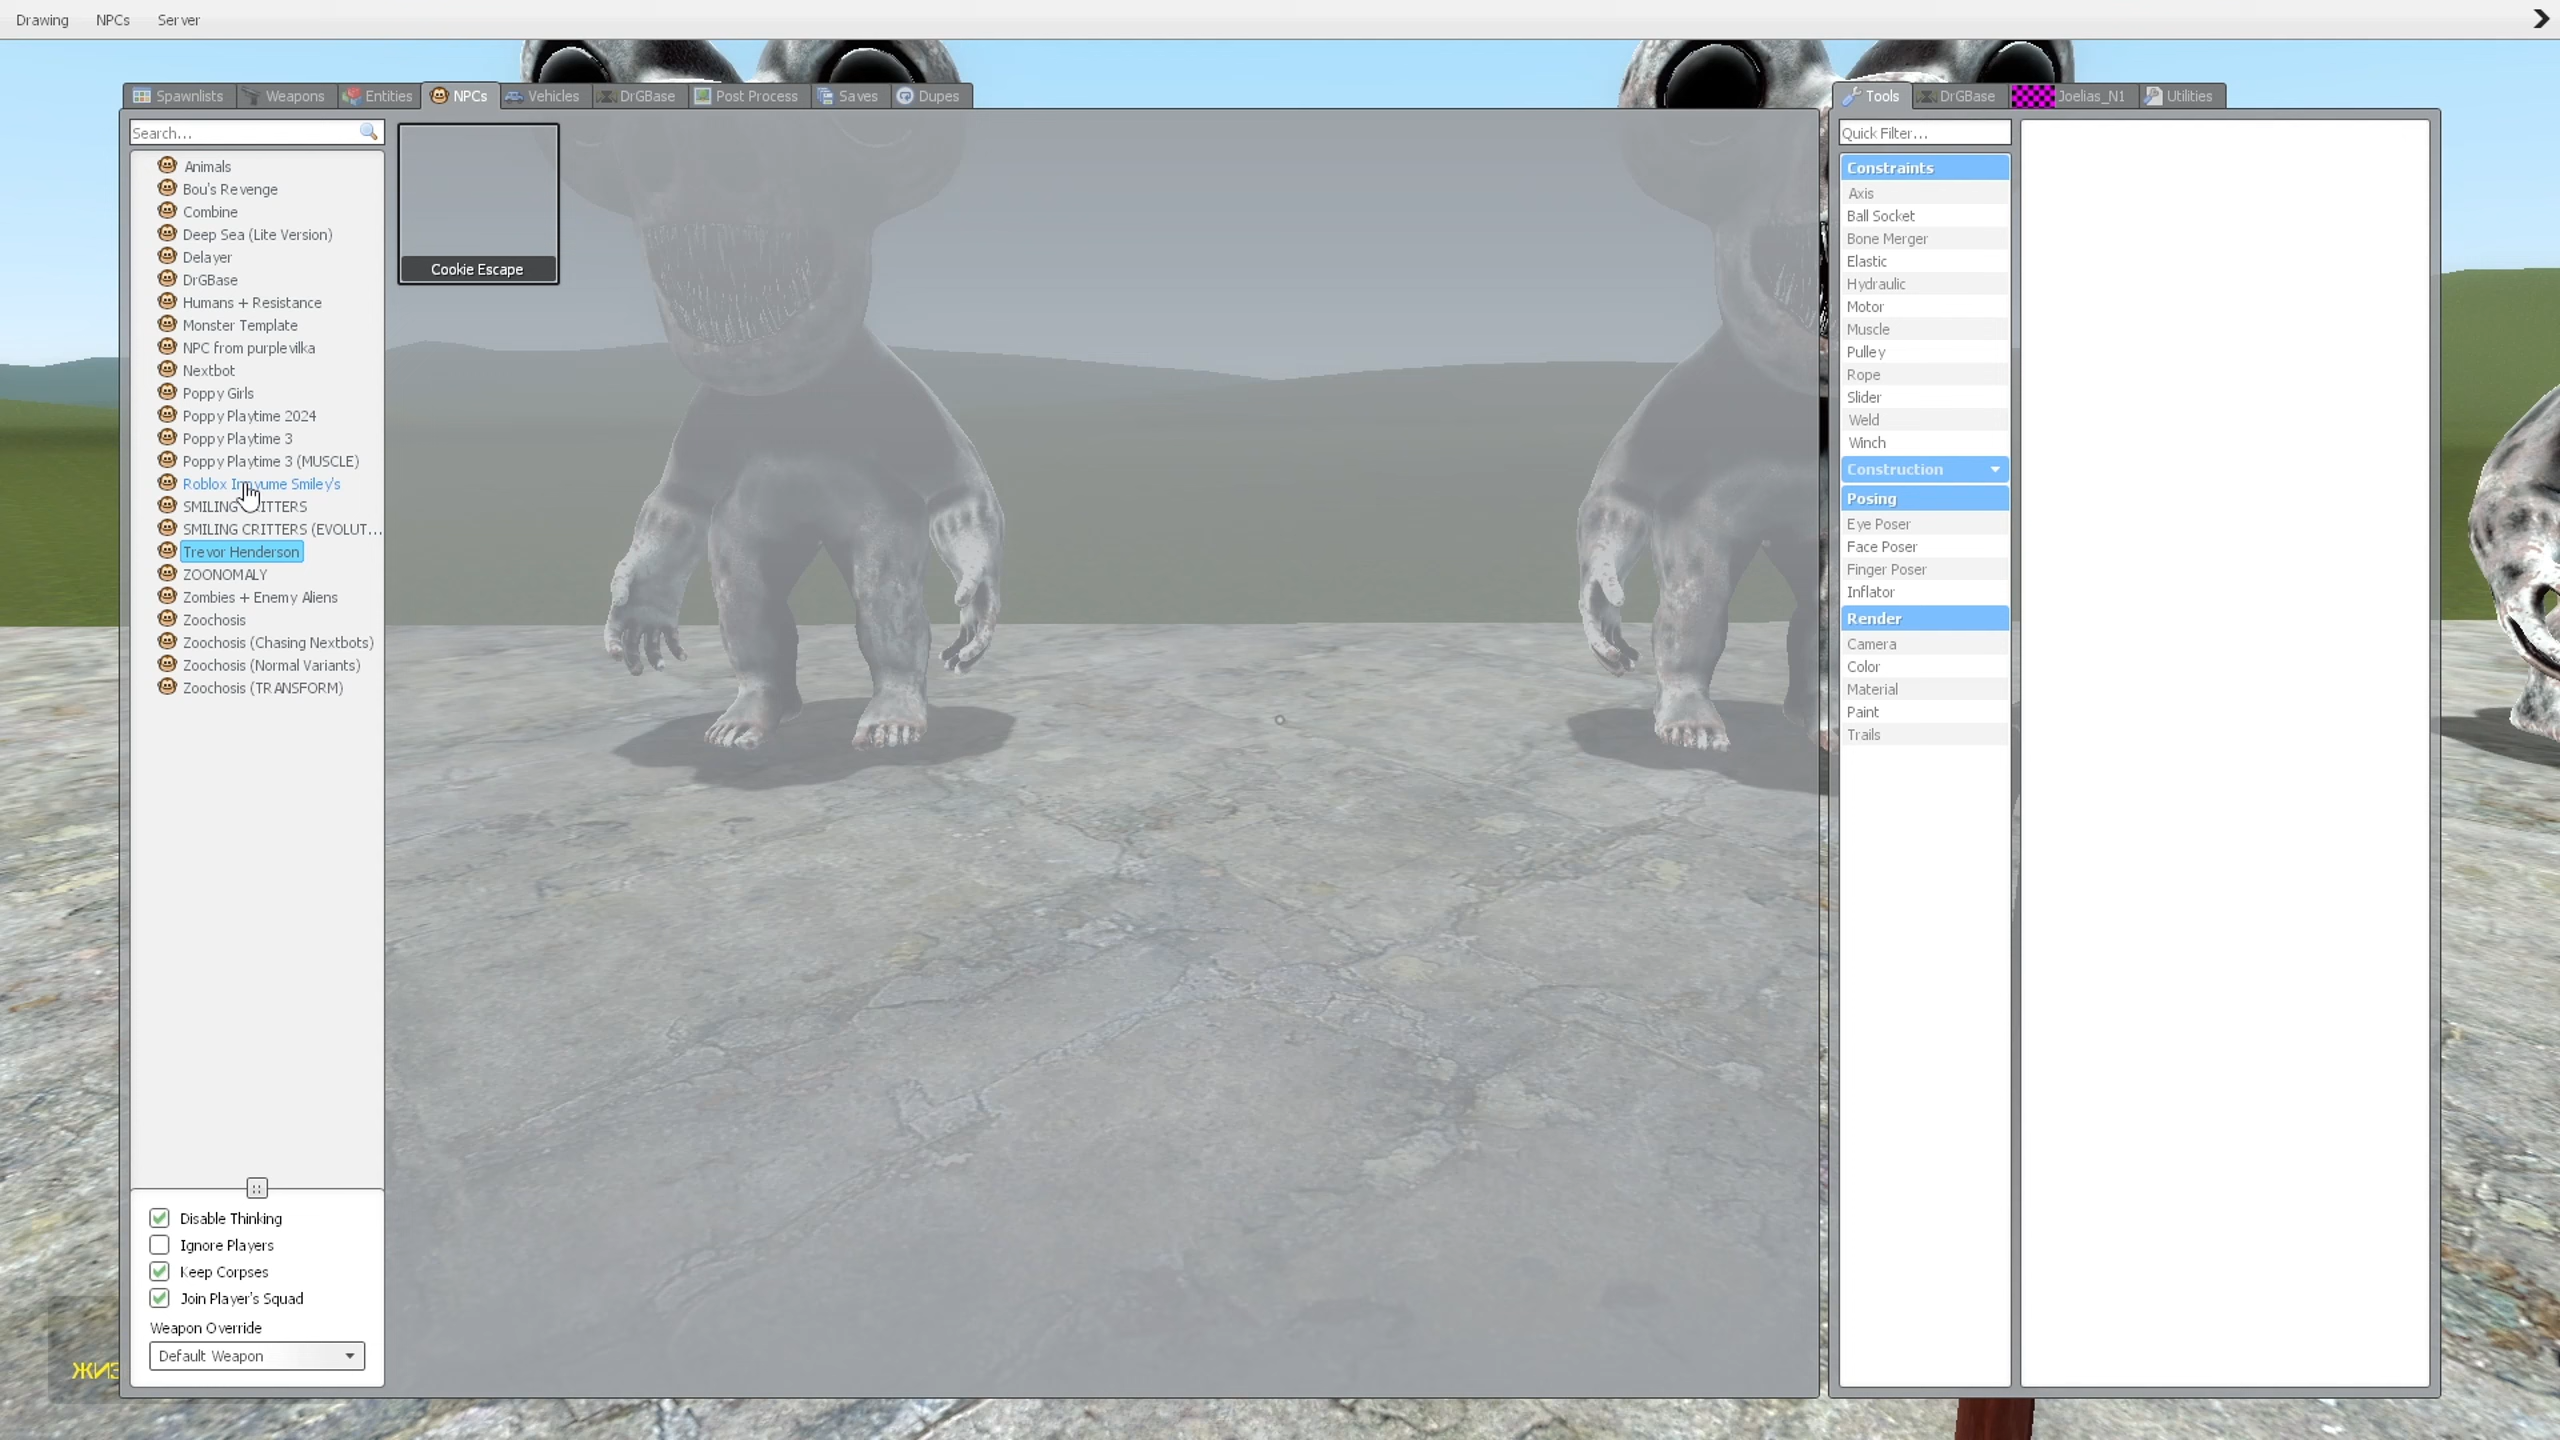 Drawing NPCs Server
Spawnlists Weapons Entities NPCs Vehicles DrGBase Post Process Saves Dupes
Tools DrGBase Joelias_N1 Utilities
Search...
Animals
Bou's Revenge
Combine
Deep Sea (Lite Version)
Delayer
DrGBase
Humans + Resistance
Monster Template
NPC from purplevilka
Nextbot
Poppy Girls
Poppy Playtime 2024
Poppy Playtime 3
Poppy Playtime 3 (MUSCLE)
Roblox Smiley's
SMILING
SMILING CRITTERS (EVOLUT...
Trevor Henderson
ZOONOMALY
Zombies + Enemy Aliens
Zoochosis
Zoochosis (Chasing Nextbots)
Zoochosis (Normal Variants)
Zoochosis (TRANSFORM)
Disable Thinking
Ignore Players
Keep Corpses
Join Player's Squad
Weapon Override
Default Weapon
Cookie Escape
Quick Filter...
Constraints
Axis
Ball Socket
Bone Merger
Elastic
Hydraulic
Motor
Muscle
Pulley
Rope
Slider
Weld
Winch
Construction
Posing
Eye Poser
Face Poser
Finger Poser
Inflator
Render
Camera
Color
Material
Paint
Trails